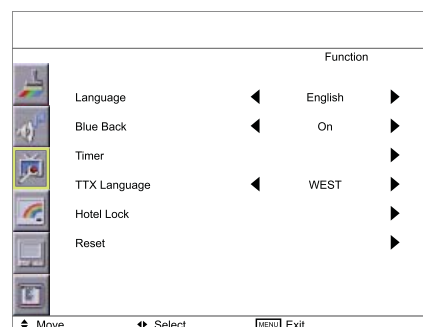 Function
Language English
Blue Back On
Timer
TTX Language WEST
Hotel Lock
Reset
Move Select MENU Exit